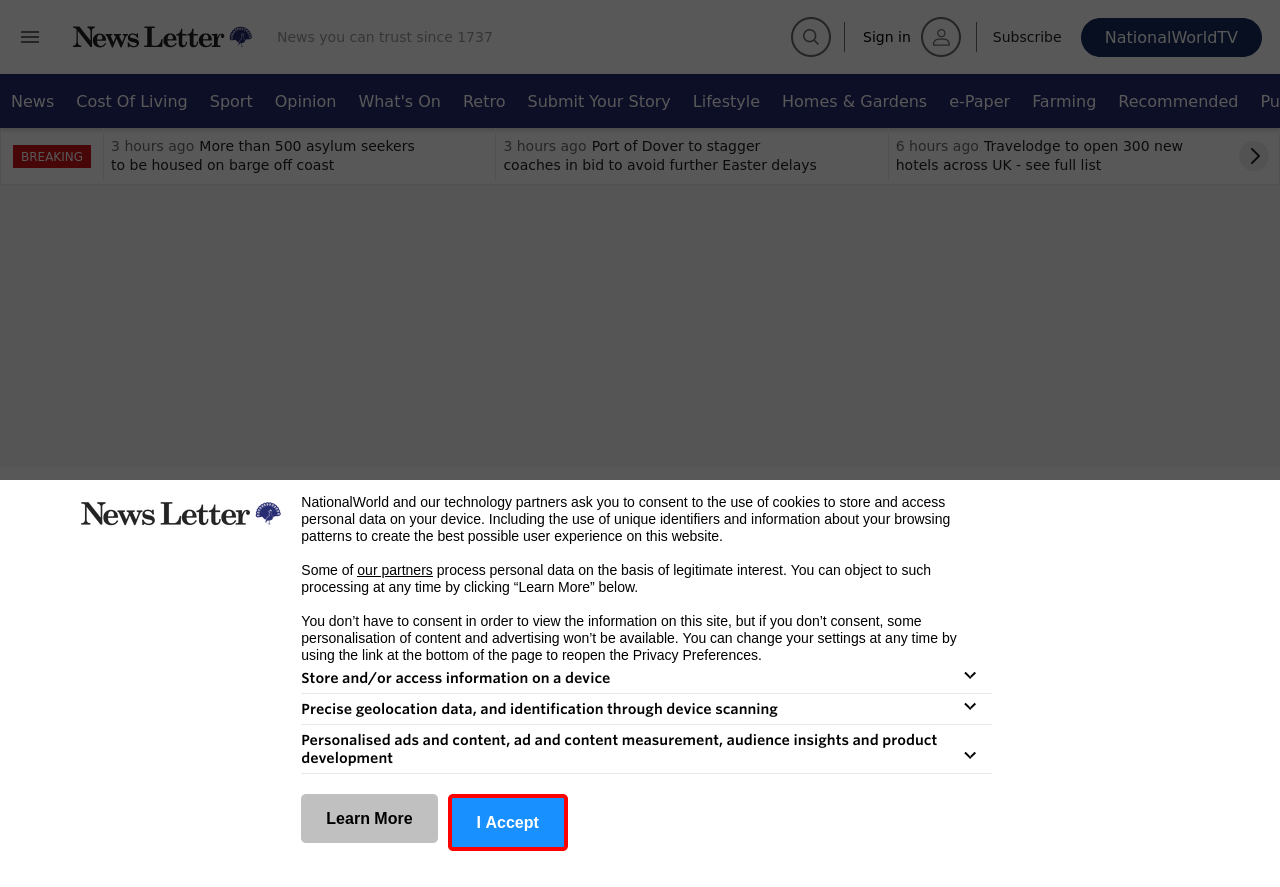 News Letter
News you can trust since 1737
Sign in
Subscribe
NationalWorldTV
News Cost Of Living Sport Opinion What's On Retro Submit Your Story Lifestyle Homes & Gardens e-Paper Farming Recommended Pu
BREAKING
3 hours ago More than 500 asylum seekers
to be housed on barge off coast
3 hours ago Port of Dover to stagger
coaches in bid to avoid further Easter delays
6 hours ago Travelodge to open 300 new
hotels across UK - see full list
News Letter
NationalWorld and our technology partners ask you to consent to the use of cookies to store and access
personal data on your device. Including the use of unique identifiers and information about your browsing
patterns to create the best possible user experience on this website.
Some of our partners process personal data on the basis of legitimate interest. You can object to such
processing at any time by clicking “Learn More” below.
You don’t have to consent in order to view the information on this site, but if you don’t consent, some
personalisation of content and advertising won’t be available. You can change your settings at any time by
using the link at the bottom of the page to reopen the Privacy Preferences.
Store and/or access information on a device
Precise geolocation data, and identification through device scanning
Personalised ads and content, ad and content measurement, audience insights and product
development
Learn More
I Accept